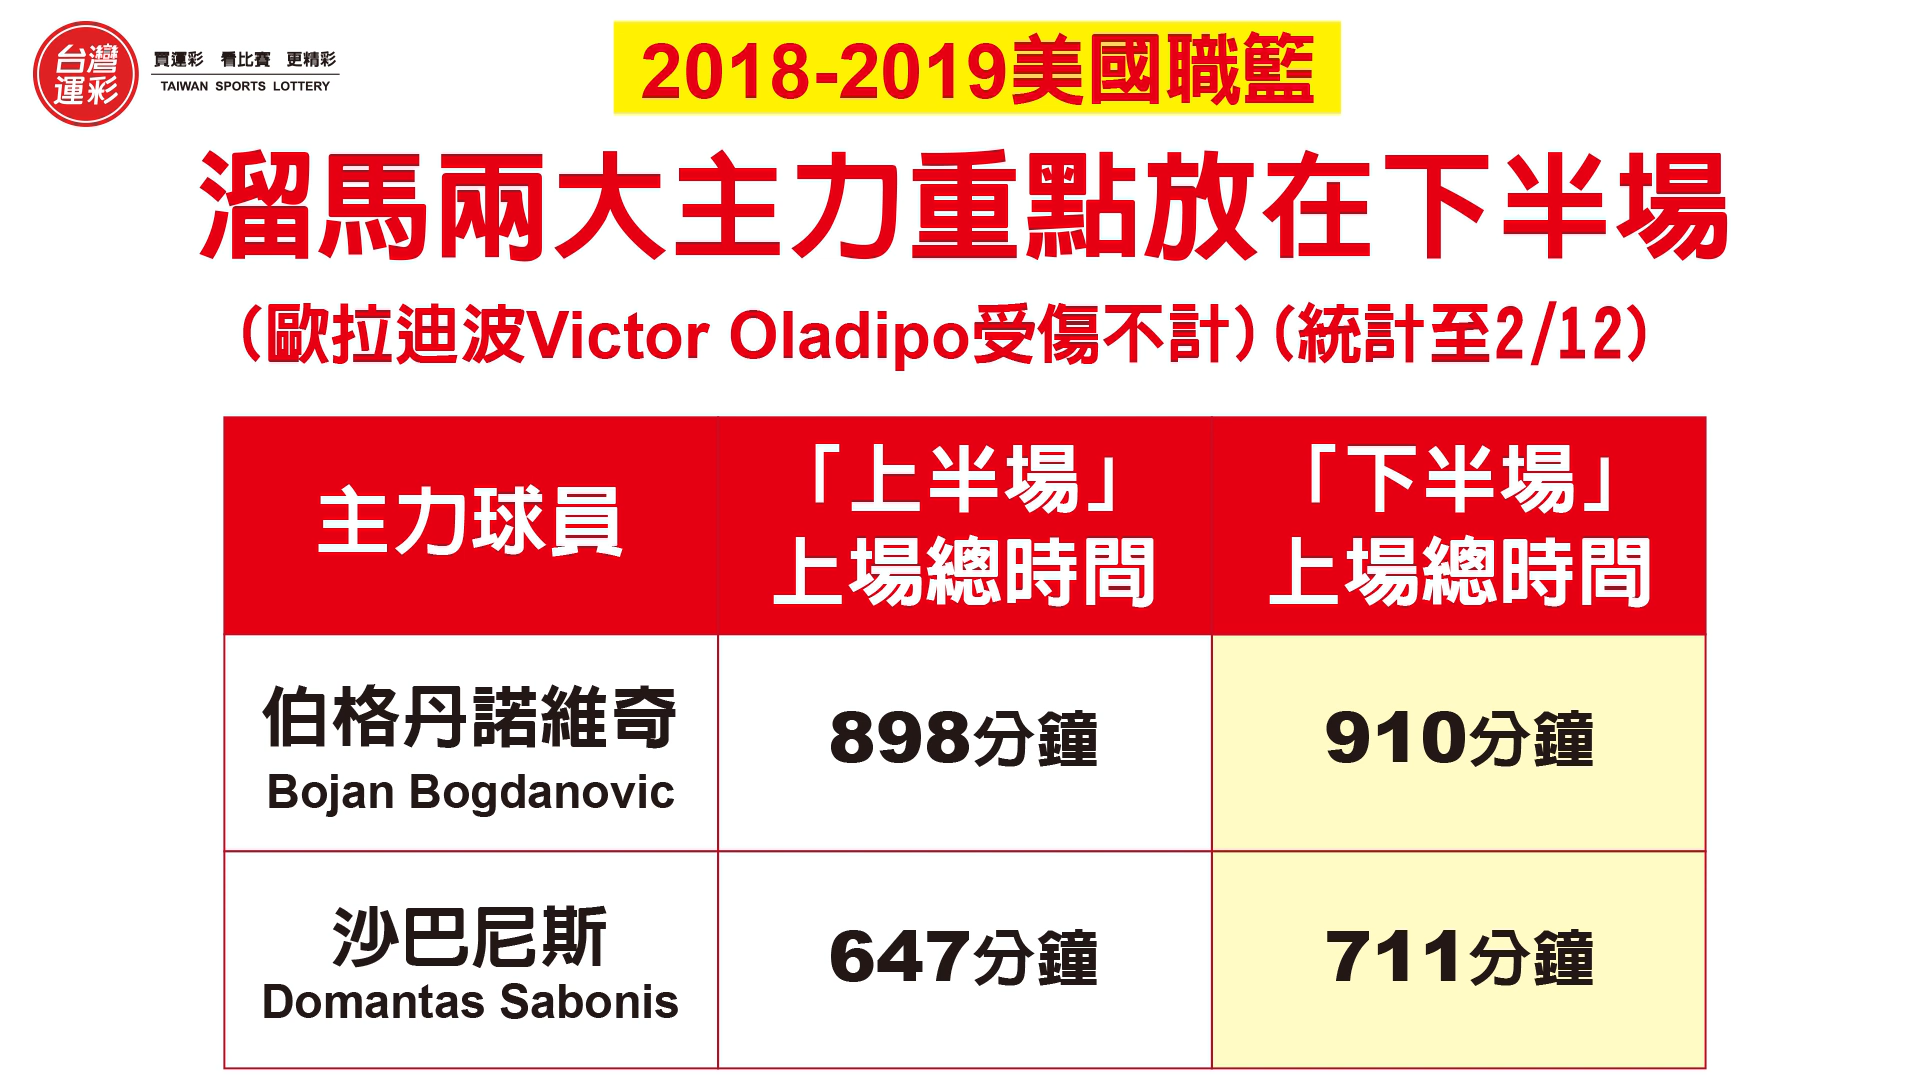 台灣
運彩
買運彩 看比賽 更精彩
TAIWAN SPORTS LOTTERY
2018-2019美國職籃
溜馬兩大主力重點放在下半場
(歐拉迪波Victor Oladipo受傷不計)(統計至2/12)
主力球員
「上半場」
上場總時間
「下半場」
上場總時間
伯格丹諾維奇
Bojan Bogdanovic
898分鐘
910分鐘
沙巴尼斯
Domantas Sabonis
647分鐘
711分鐘